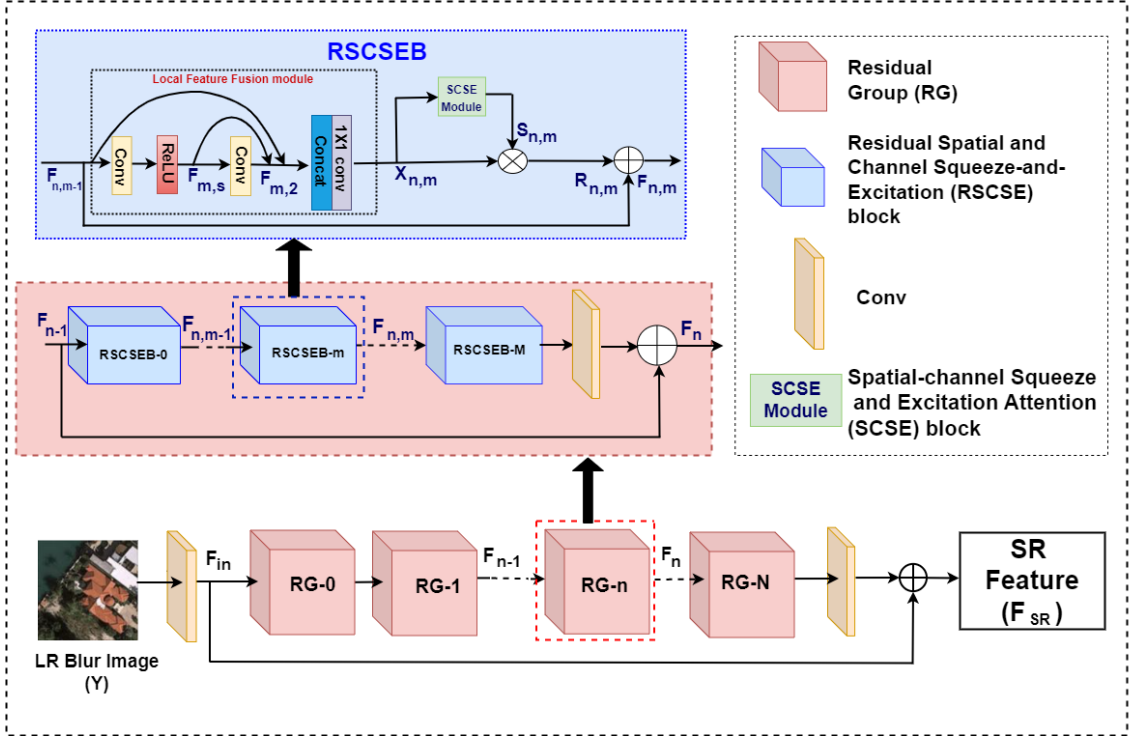 RSCSEB
Local Feature Fusion module
SCSE
Module
S n,m
Conv
ReLU
Conv
Concat
1X1 conv
F n,m-1
F m,s
F m,2
X n,m
R n,m
F n,m
F n-1
RSCSEB-0
F n,m-1
RSCSEB-m
F n,m
RSCSEB-M
F n
Residual
Group (RG)
Residual Spatial and
Channel Squeeze-and-
Excitation (RSCSE)
block
Conv
SCSE
Module
Spatial-channel Squeeze
and Excitation Attention
(SCSE) block
LR Blur Image
(Y)
F in
RG-0
RG-1
F n-1
RG-n
F n
RG-N
SR
Feature
(F SR )